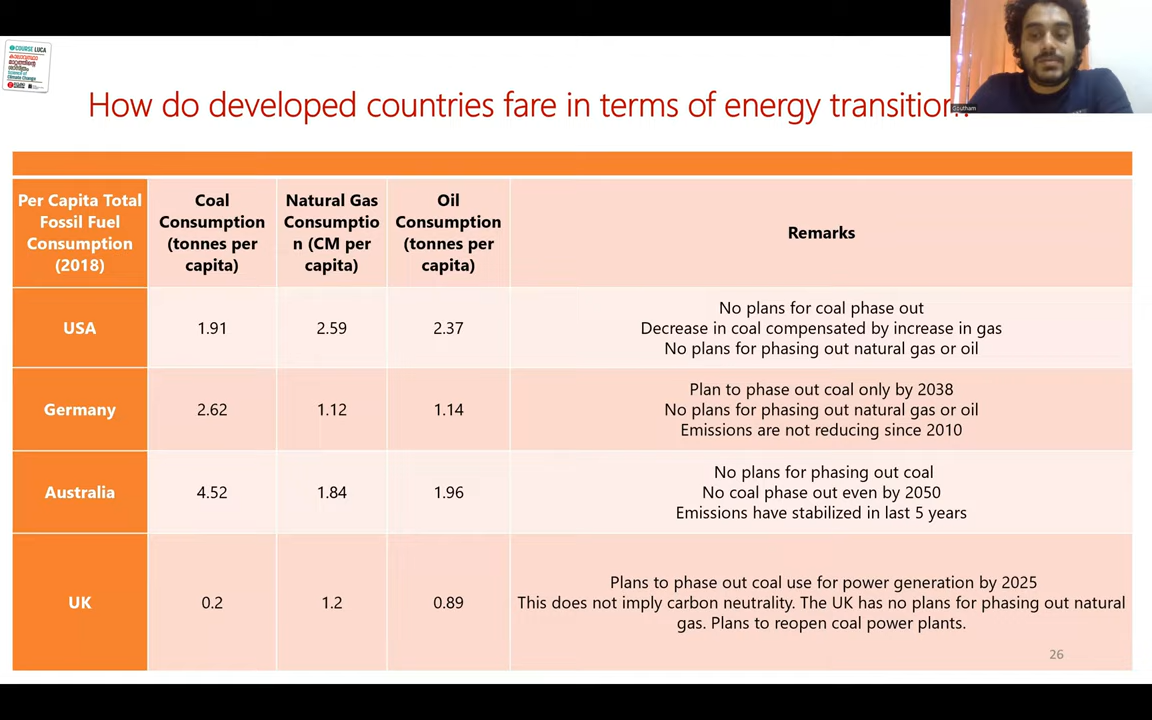 COURSE LUCA
കാലാവസ്ഥാ
മാറ്റത്തിന്റെ
Climate Change
Goutham
How do developed countries fare in terms of energy transition
Per Capita Total
Fossil Fuel
Consumption
(2018)
Coal
Consumption
(tonnes per
capita)
Natural Gas
Consumptio
n (CM per
capita)
Oil
Consumption
(tonnes per
capita)
Remarks
USA
1.91
2.59
2.37
No plans for coal phase out
Decrease in coal compensated by increase in gas
No plans for phasing out natural gas or oil
Germany
2.62
1.12
1.14
Plan to phase out coal only by 2038
No plans for phasing out natural gas or oil
Emissions are not reducing since 2010
Australia
4.52
1.84
1.96
No plans for phasing out coal
No coal phase out even by 2050
Emissions have stabilized in last 5 years
UK
0.2
1.2
0.89
Plans to phase out coal use for power generation by 2025
This does not imply carbon neutrality. The UK has no plans for phasing out natural
gas. Plans to reopen coal power plants.
26